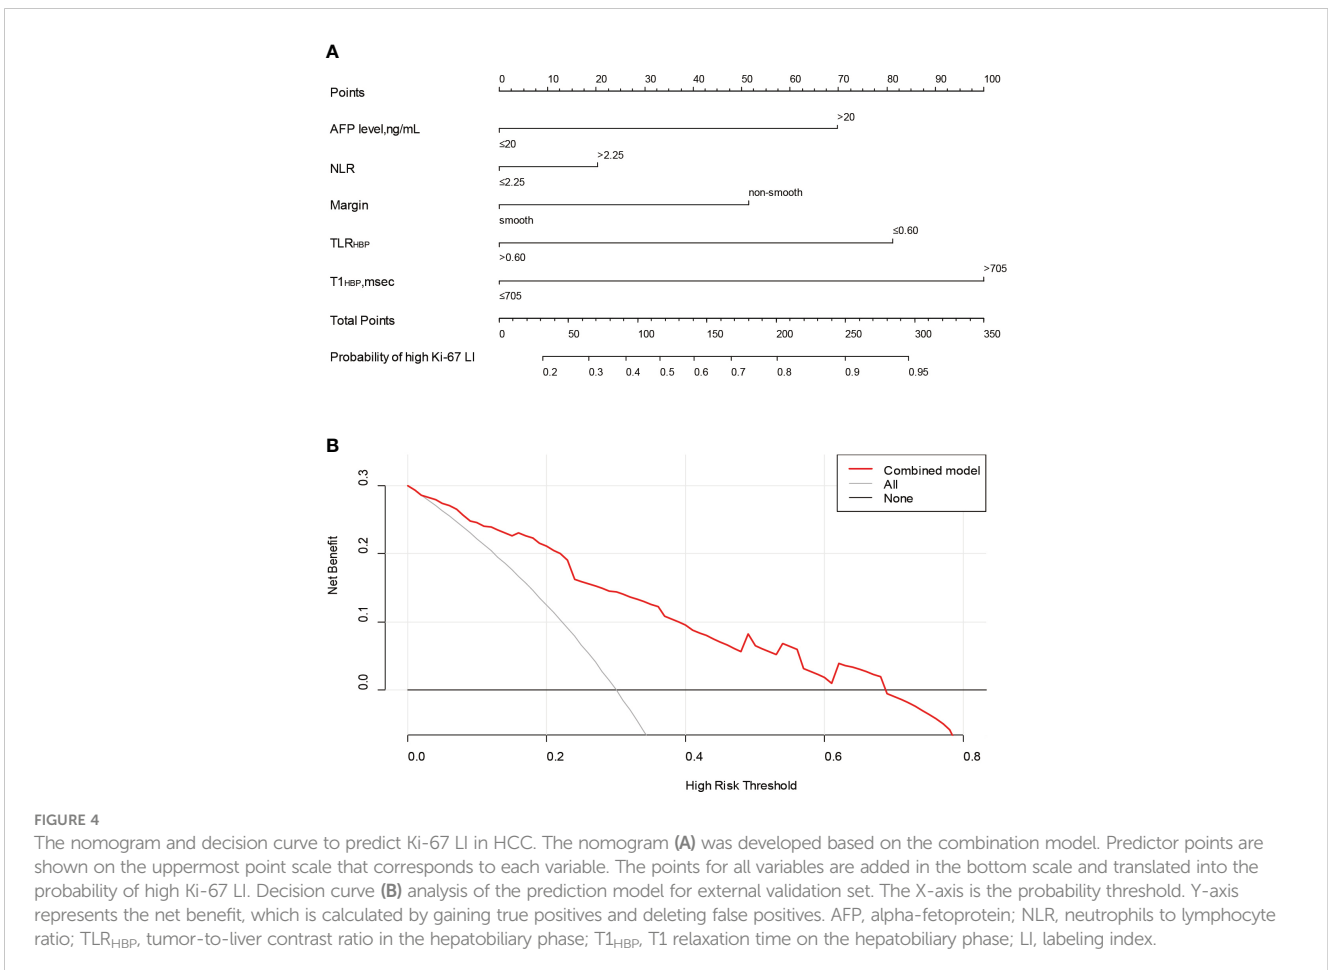 A
0 10 20 30 40 50 60 70 80 90 100
Points
>20
AFP level,ng/mL
≤20
>2.25
NLR
≤2.25
non-smooth
Margin
smooth
≤0.60
TLRHBP
>0.60
>705
T1HBP,msec
≤705
Total Points
0 50 100 150 200 250 300 350
Probability of high Ki-67 LI
0.2 0.3 0.4 0.5 0.6 0.7 0.8 0.9 0.95
B
Combined model
All
None
0.3
0.2
0.1
0.0
Net Benefit
0.0 0.2 0.4 0.6 0.8
High Risk Threshold
FIGURE 4
The nomogram and decision curve to predict Ki-67 LI in HCC. The nomogram (A) was developed based on the combination model. Predictor points are
shown on the uppermost point scale that corresponds to each variable. The points for all variables are added in the bottom scale and translated into the
probability of high Ki-67 LI. Decision curve (B) analysis of the prediction model for external validation set. The X-axis is the probability threshold. Y-axis
represents the net benefit, which is calculated by gaining true positives and deleting false positives. AFP, alpha-fetoprotein; NLR, neutrophils to lymphocyte
ratio; TLRHBP, tumor-to-liver contrast ratio in the hepatobiliary phase; T1HBP, T1 relaxation time on the hepatobiliary phase; LI, labeling index.